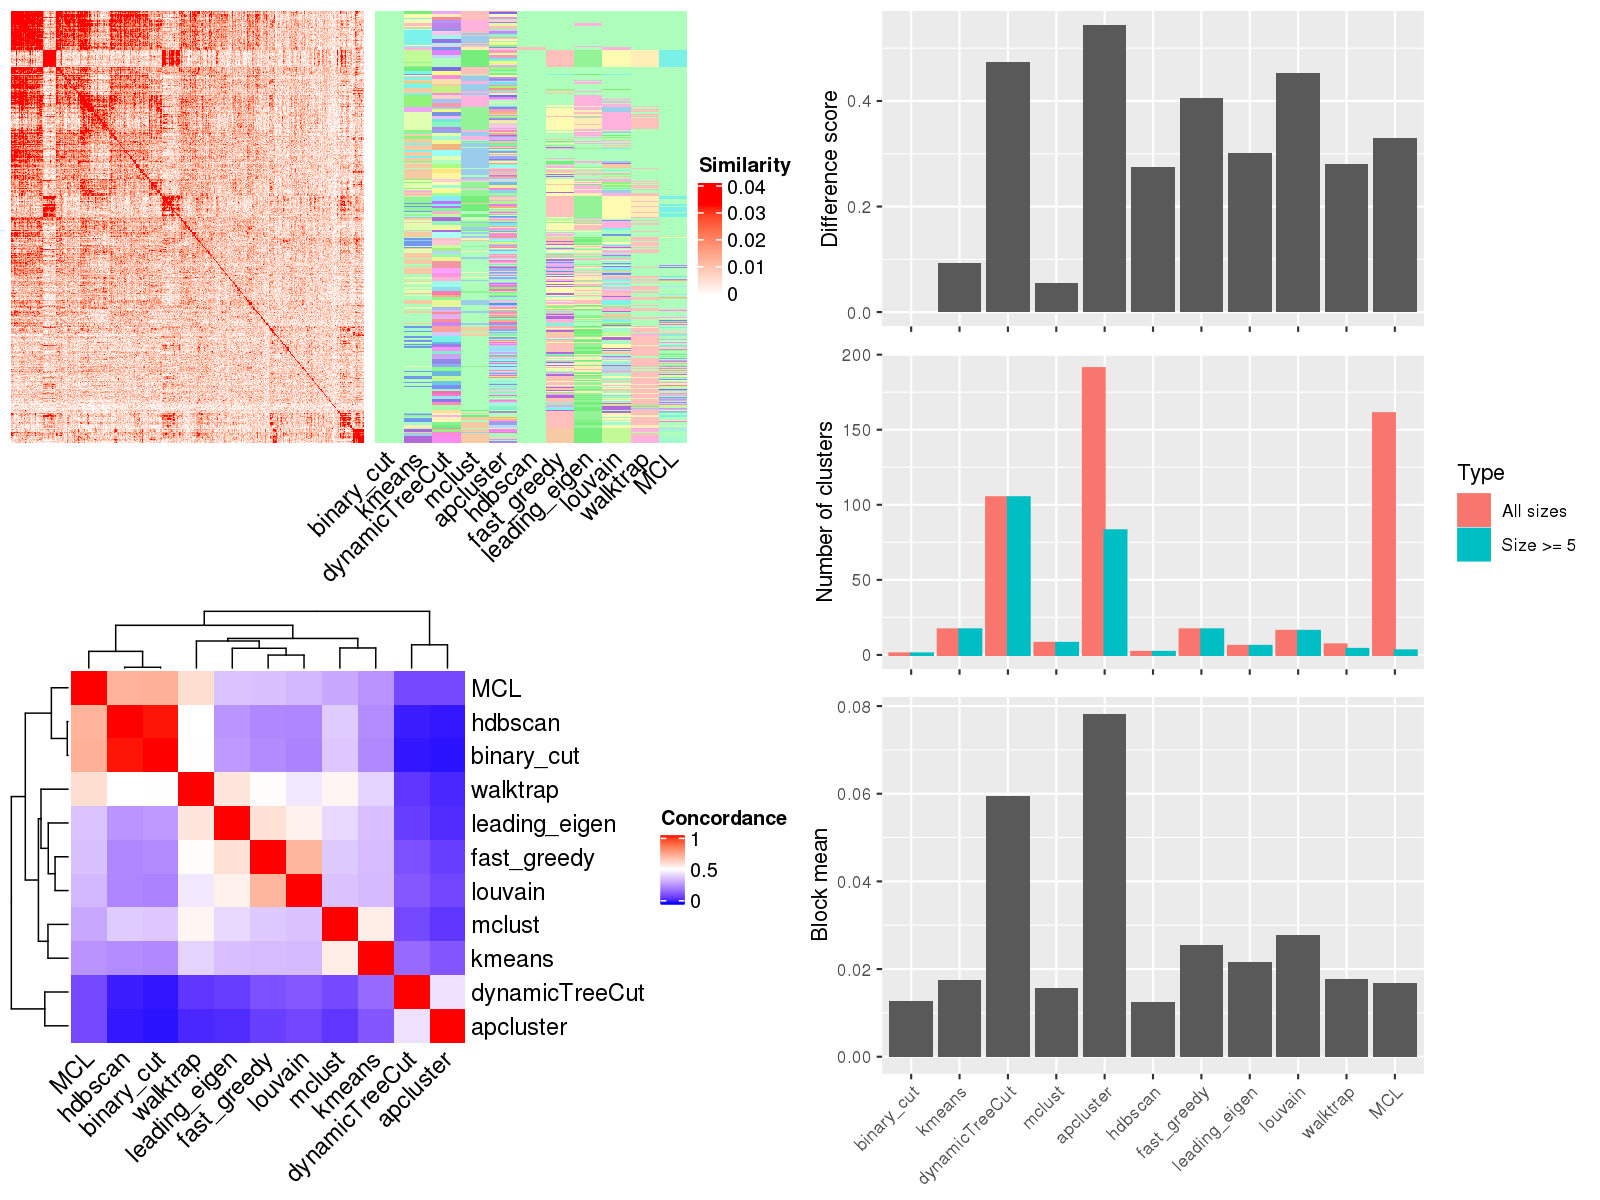 Similarity
0.04
0.03
0.02
0.01
0
binary_cut
kmeans
dynamicTreeCut
mclust
apcluster
hdbscan
fast_greedy
leading_eigen
louvain
walktrap
MCL
MCL
hdbscan
binary_cut
walktrap
leading_eigen
fast_greedy
louvain
mclust
kmeans
dynamicTreeCut
apcluster
MCL
hdbscan
binary_cut
walktrap
leading_eigen
fast_greedy
louvain
mclust
kmeans
dynamicTreeCut
apcluster
Concordance
1
0.5
0
Difference score
0.4
0.2
0.0
Number of clusters
200
150
100
50
0
Type
All sizes
Size >= 5
Block mean
0.08
0.06
0.04
0.02
0.00
binary_cut
kmeans
dynamicTreeCut
mclust
apcluster
hdbscan
fast_greedy
leading_eigen
louvain
walktrap
MCL